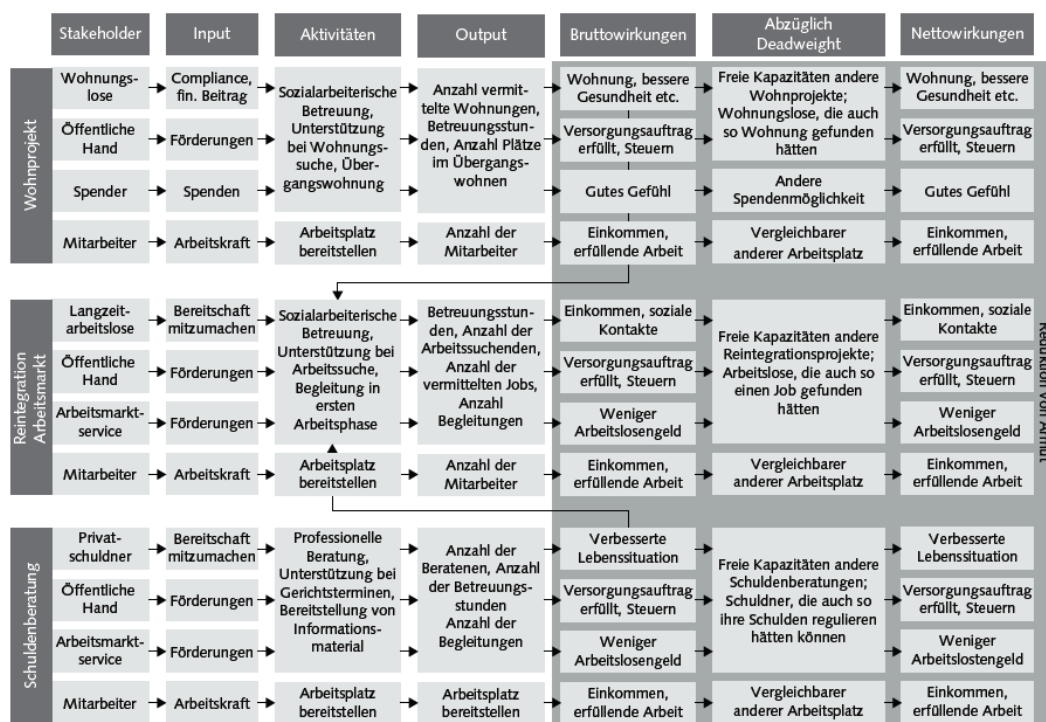 Stakeholder
Input
Aktivitäten
Output
Bruttowirkungen
Abzüglich
Deadweight
Nettowirkungen
Wohnprojekt
Wohnungs-
lose
Compliance,
fin. Beitrag
Sozialarbeiterische
Betreuung,
Unterstützung
bei Wohnungs-
suche, Über-
gangswohnung
Anzahl vermit-
telte Wohnungen,
Betreuungsstun-
den, Anzahl Plätze
im Übergangs-
wohnen
Wohnung, bessere
Gesundheit etc.
Freie Kapazitäten andere
Wohnprojekte;
Wohnungslose, die auch
so Wohnung gefunden
hätten
Wohnung, bessere
Gesundheit etc.
Öffentliche
Hand
Förderungen
Versorgungsauftrag
erfüllt, Steuern
Versorgungsauftrag
erfüllt, Steuern
Spender
Spenden
Gutes Gefühl
Andere
Spendenmöglichkeit
Gutes Gefühl
Mitarbeiter
Arbeitskraft
Arbeitsplatz
bereitstellen
Anzahl der
Mitarbeiter
Einkommen,
erfüllende Arbeit
Vergleichbarer
anderer Arbeitsplatz
Einkommen,
erfüllende Arbeit
Reintegration
Arbeitsmarkt
Langzeit-
arbeitslose
Bereitschaft
mitzumachen
Sozialarbeiterische
Betreuung,
Unterstützung bei
Arbeitssuche,
Begleitung in
ersten
Arbeitsphase
Betreuungsstun-
den, Anzahl der
Arbeitssuchenden,
Anzahl der
vermittelten Jobs,
Anzahl
Begleitungen
Einkommen, soziale
Kontakte
Freie Kapazitäten andere
Reintegrationsprojekte;
Arbeitslose, die auch so
einen Job gefunden
hätten
Einkommen, soziale
Kontakte
Öffentliche
Hand
Förderungen
Versorgungsauftrag
erfüllt, Steuern
Versorgungsauftrag
erfüllt, Steuern
Arbeitsmarkt-
service
Förderungen
Weniger
Arbeitslosengeld
Weniger
Arbeitslosengeld
Mitarbeiter
Arbeitskraft
Arbeitsplatz
bereitstellen
Anzahl der
Mitarbeiter
Einkommen,
erfüllende Arbeit
Vergleichbarer
anderer Arbeitsplatz
Einkommen,
erfüllende Arbeit
Schuldenberatung
Privat-
schuldner
Bereitschaft
mitzumachen
Professionelle
Beratung,
Unterstützung bei
Gerichtsterminen,
Bereitstellung von
Informations-
material
Anzahl der
Beratenen, Anzahl
der Betreuungs-
stunden
Anzahl der
Begleitungen
Verbesserte
Lebenssituation
Freie Kapazitäten andere
Schuldenberatungen;
Schuldner, die auch so
ihre Schulden regulieren
hätten können
Verbesserte
Lebenssituation
Öffentliche
Hand
Förderungen
Versorgungsauftrag
erfüllt, Steuern
Versorgungsauftrag
erfüllt, Steuern
Arbeitsmarkt-
service
Förderungen
Weniger
Arbeitslosengeld
Weniger
Arbeitslostengeld
Mitarbeiter
Arbeitskraft
Arbeitsplatz
bereitstellen
Arbeitsplatz
bereitstellen
Einkommen,
erfüllende Arbeit
Vergleichbarer
anderer Arbeitsplatz
Einkommen,
erfüllende Arbeit
Reduktion von Armut